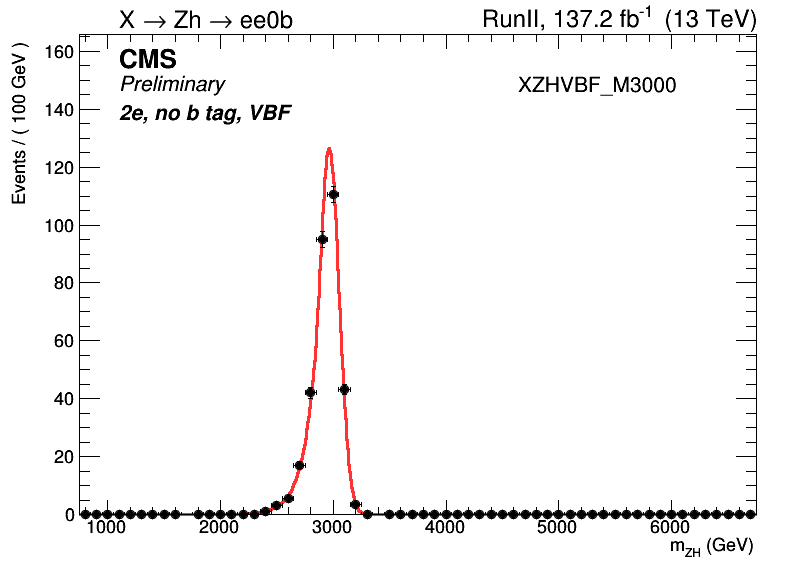 X → Zh → ee0b
RunII, 137.2 fb-1 (13 TeV)
CMS
Preliminary
2e, no b tag, VBF
XZHVBF_M3000
Events / ( 100 GeV )
160
140
120
100
80
60
40
20
0
1000 2000 3000 4000 5000 6000
mZH (GeV)